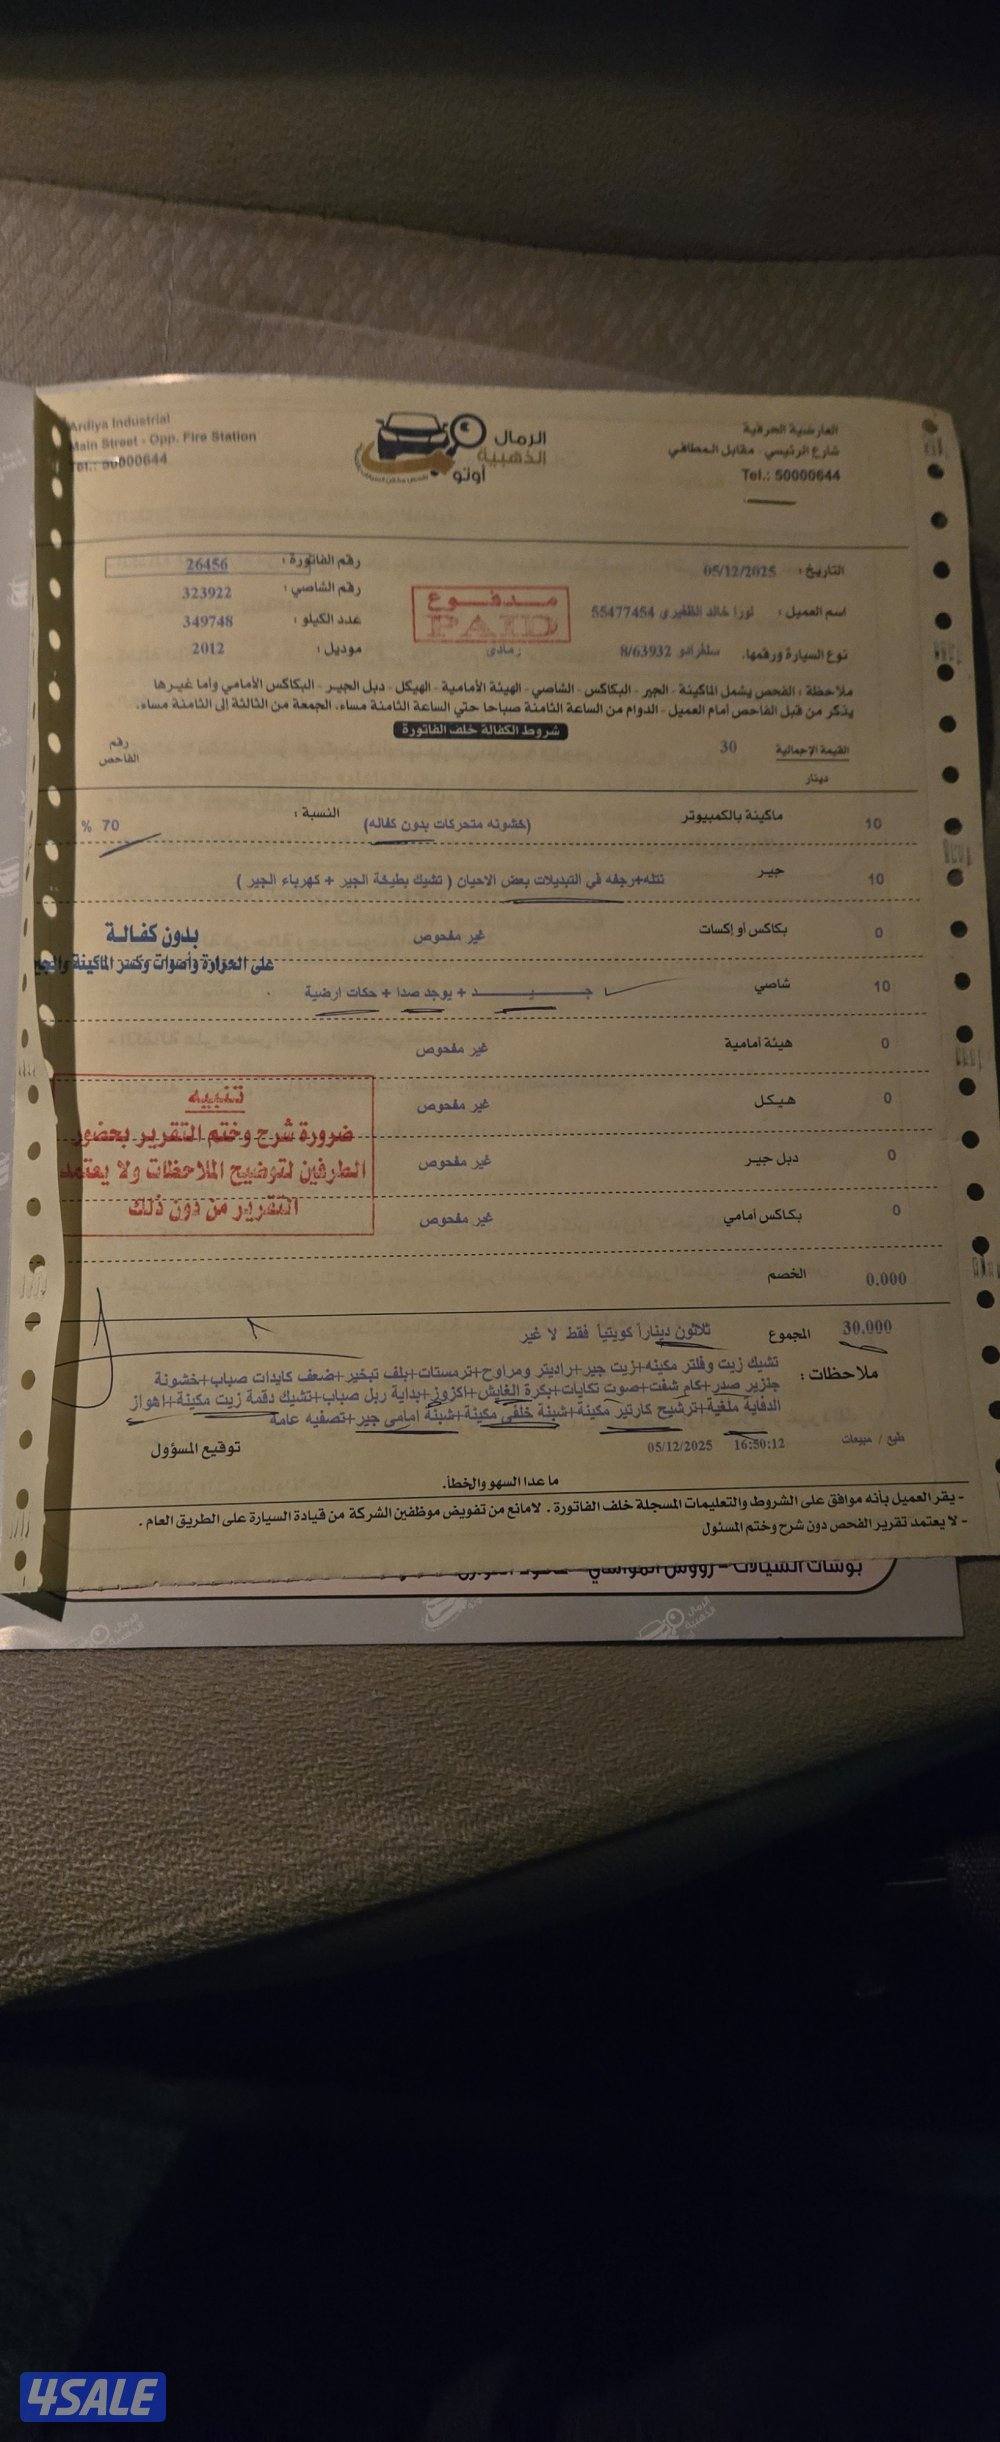 Ardiya Industrial
Main Street - Opp. Fire Station
Tel.: 50000644
الرمال
الذهبية
أوتو
العارضية الحرفية
شارع الرئيسي - مقابل المطافي
Tel.: 50000644
التاريخ : 05/12/2025
رقم الفاتورة : 26456
اسم العميل : نورا خالد الظفيري 55477454
رقم الشاصي : 323922
مدفوع
PAID
عدد الكيلو : 349748
نوع السيارة ورقمها. سلفرادو 8/63932 رمادي
موديل : 2012
ملاحظة : الفحص يشمل الماكينة - الجير - البكاكس - الشاصي - الهيئة الأمامية - الهيكل - دبل الجير - البكاكس الأمامي وأما غيرها
يذكر من قبل الفاحص أمام العميل - الدوام من الساعة الثامنة صباحا حتي الساعة الثامنة مساء. الجمعة من الثالثة إلى الثامنة مساء.
شروط الكفالة خلف الفاتورة
القيمة الإجمالية 30
دينار
رقم
الفاحص
10 ماكينة بالكمبيوتر (خشونه متحركات بدون كفاله) النسبة : 70 %
10 جير نتله+رجفه في التبديلات بعض الاحيان ( تشيك بطيخة الجير + كهرباء الجير )
0 بكاكس أو إكسات غير مفحوص
بدون كفالة
على الحرارة وأصوات وكسر الماكينة والجير
10 شاصي جـــيـــد + يوجد صدا + حكات ارضية
0 هيئة أمامية غير مفحوص
0 هيكل غير مفحوص
0 دبل جير غير مفحوص
0 بكاكس أمامي غير مفحوص
تنبيه
ضرورة شرح وختم التقرير بحضور
الطرفين لتوضيح الملاحظات ولا يعتمد
التقرير من دون ذلك
0.000 الخصم
30.000 المجموع ثلاثون ديناراً كويتياً فقط لا غير
ملاحظات : تشيك زيت وفلتر مكينه+زيت جير+راديتر ومراوح+ترمستات+بلف تبخير+ضعف كايدات صباب+خشونة
جلزير صدر+كام شفت+صوت تكايات+بكرة القايش+اكزوز+بداية ربل صباب+تشيك دقمة زيت مكينة+اهواز
الدفاية ملغية+ترشيح كارتير مكينة+شبنة خلفي مكينة+شبنة امامي جير+تصفيه عامة
طبع / مبيعات 16:50:12 05/12/2025
توقيع المسؤول
ما عدا السهو والخطأ.
- يقر العميل بأنه موافق على الشروط والتعليمات المسجلة خلف الفاتورة . لامانع من تفويض موظفين الشركة من قيادة السيارة على الطريق العام .
- لا يعتمد تقرير الفحص دون شرح وختم المسئول
4SALE